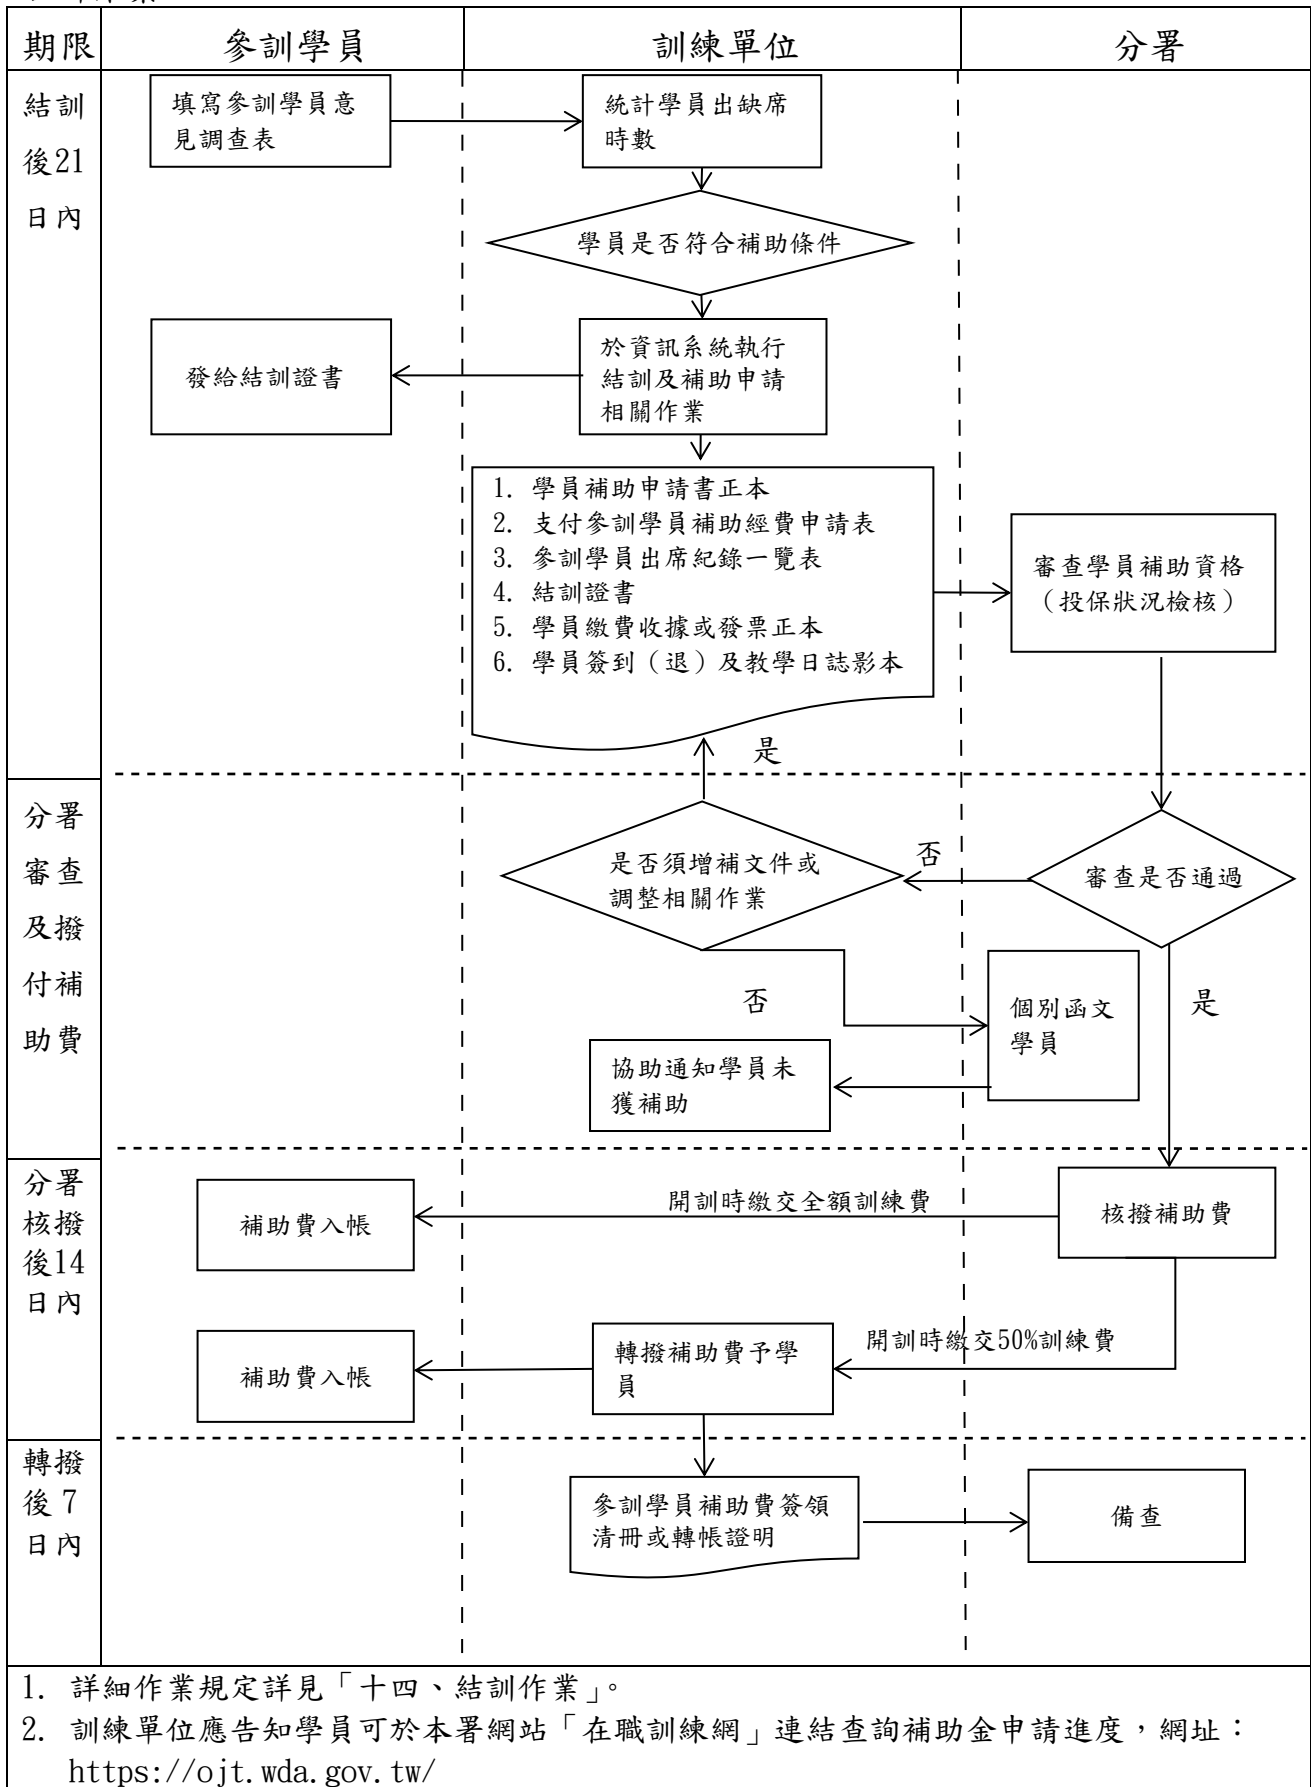 期限
參訓學員
訓練單位
分署
結訓
後21
日內
填寫參訓學員意
見調查表
統計學員出缺席
時數
學員是否符合補助條件
發給結訓證書
於資訊系統執行
結訓及補助申請
相關作業
1. 學員補助申請書正本
2. 支付參訓學員補助經費申請表
3. 參訓學員出席紀錄一覽表
4. 結訓證書
5. 學員繳費收據或發票正本
6. 學員簽到（退）及教學日誌影本
審查學員補助資格
（投保狀況檢核）
是
分署
審查
及撥
付補
助費
是否須增補文件或
調整相關作業
否
審查是否通過
否
個別函文
學員
是
協助通知學員未
獲補助
分署
核撥
後14
日內
補助費入帳
開訓時繳交全額訓練費
核撥補助費
補助費入帳
轉撥補助費予學
員
開訓時繳交50%訓練費
轉撥
後 7
日內
參訓學員補助費簽領
清冊或轉帳證明
備查
1. 詳細作業規定詳見「十四、結訓作業」。
2. 訓練單位應告知學員可於本署網站「在職訓練網」連結查詢補助金申請進度，網址：
https://ojt.wda.gov.tw/